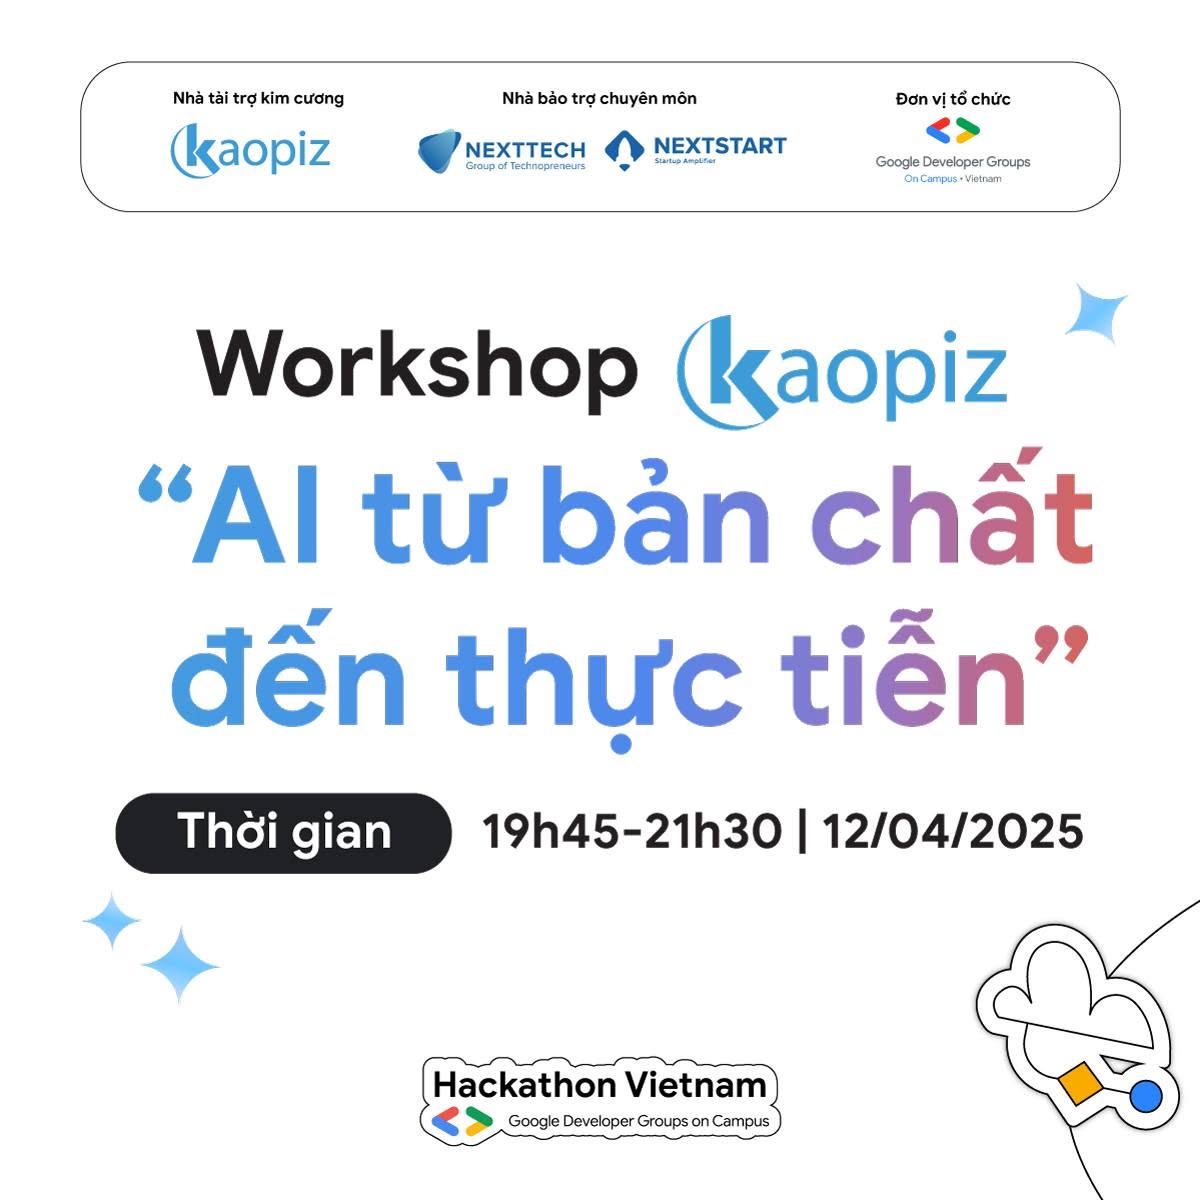 Nhà tài trợ kim cương
kaopiz
Nhà bảo trợ chuyên môn
NEXTTECH
Group of Technopreneurs
NEXTSTART
Startup Amplifier
Đơn vị tổ chức
Google Developer Groups
On Campus • Vietnam
Workshop kaopiz
“AI từ bản chất
đến thực tiễn”
Thời gian 19h45-21h30 | 12/04/2025
Hackathon Vietnam
Google Developer Groups on Campus